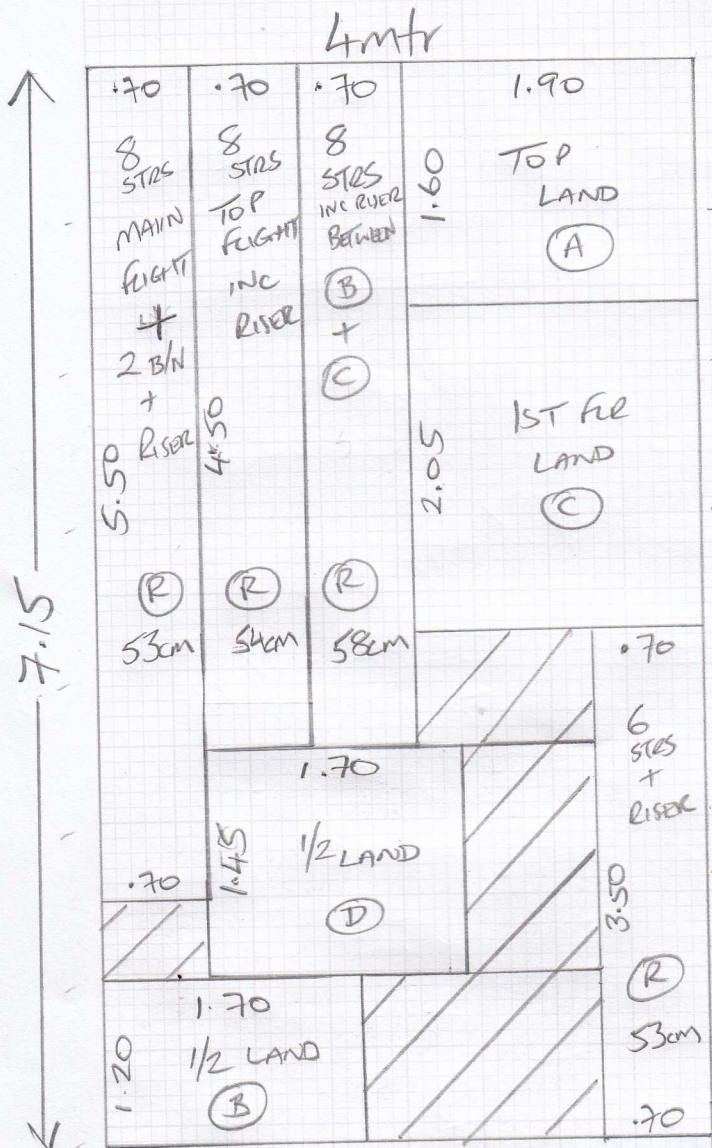 4mtr
7.15
.70
8
STRS
MAIN
FLIGHT
+
2 B/N
+
RISER
5.50
R
53cm
.70
.70
8
STRS
TOP
FLIGHT
INC
RISER
4.50
R
54cm
.70
8
STRS
INC RISER
BETWEEN
B
+
C
R
58cm
1.90
1.60
TOP
LAND
A
2.05
1ST FLR
LAND
C
.70
6
STRS
+
RISER
3.50
R
53cm
.70
1.70
1.45
1/2 LAND
D
1.70
1.20
1/2 LAND
B